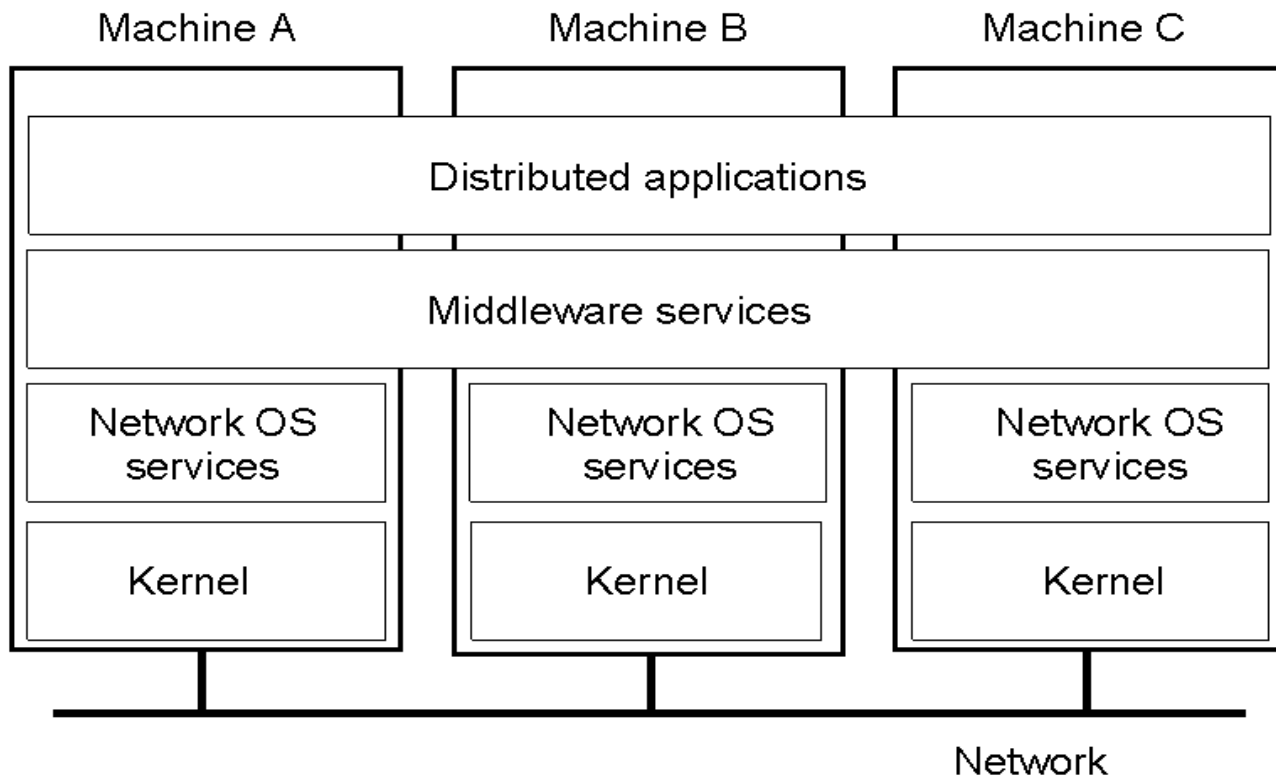 Machine A
Machine B
Machine C
Distributed applications
Middleware services
Network OS
services
Network OS
services
Network OS
services
Kernel
Kernel
Kernel
Network